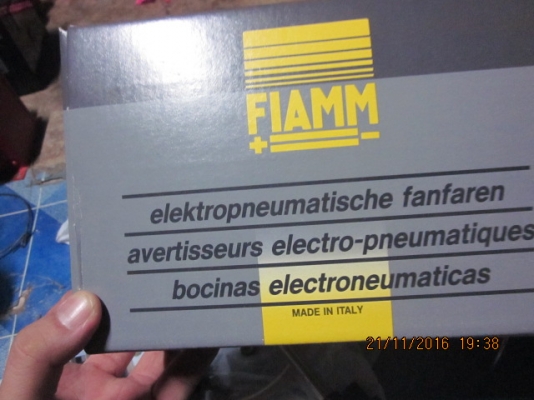 FIAMM
+ -
elektropneumatische fanfaren
avertisseurs electro-pneumatiques
bocinas electroneumaticas
MADE IN ITALY
21/11/2016 19:38